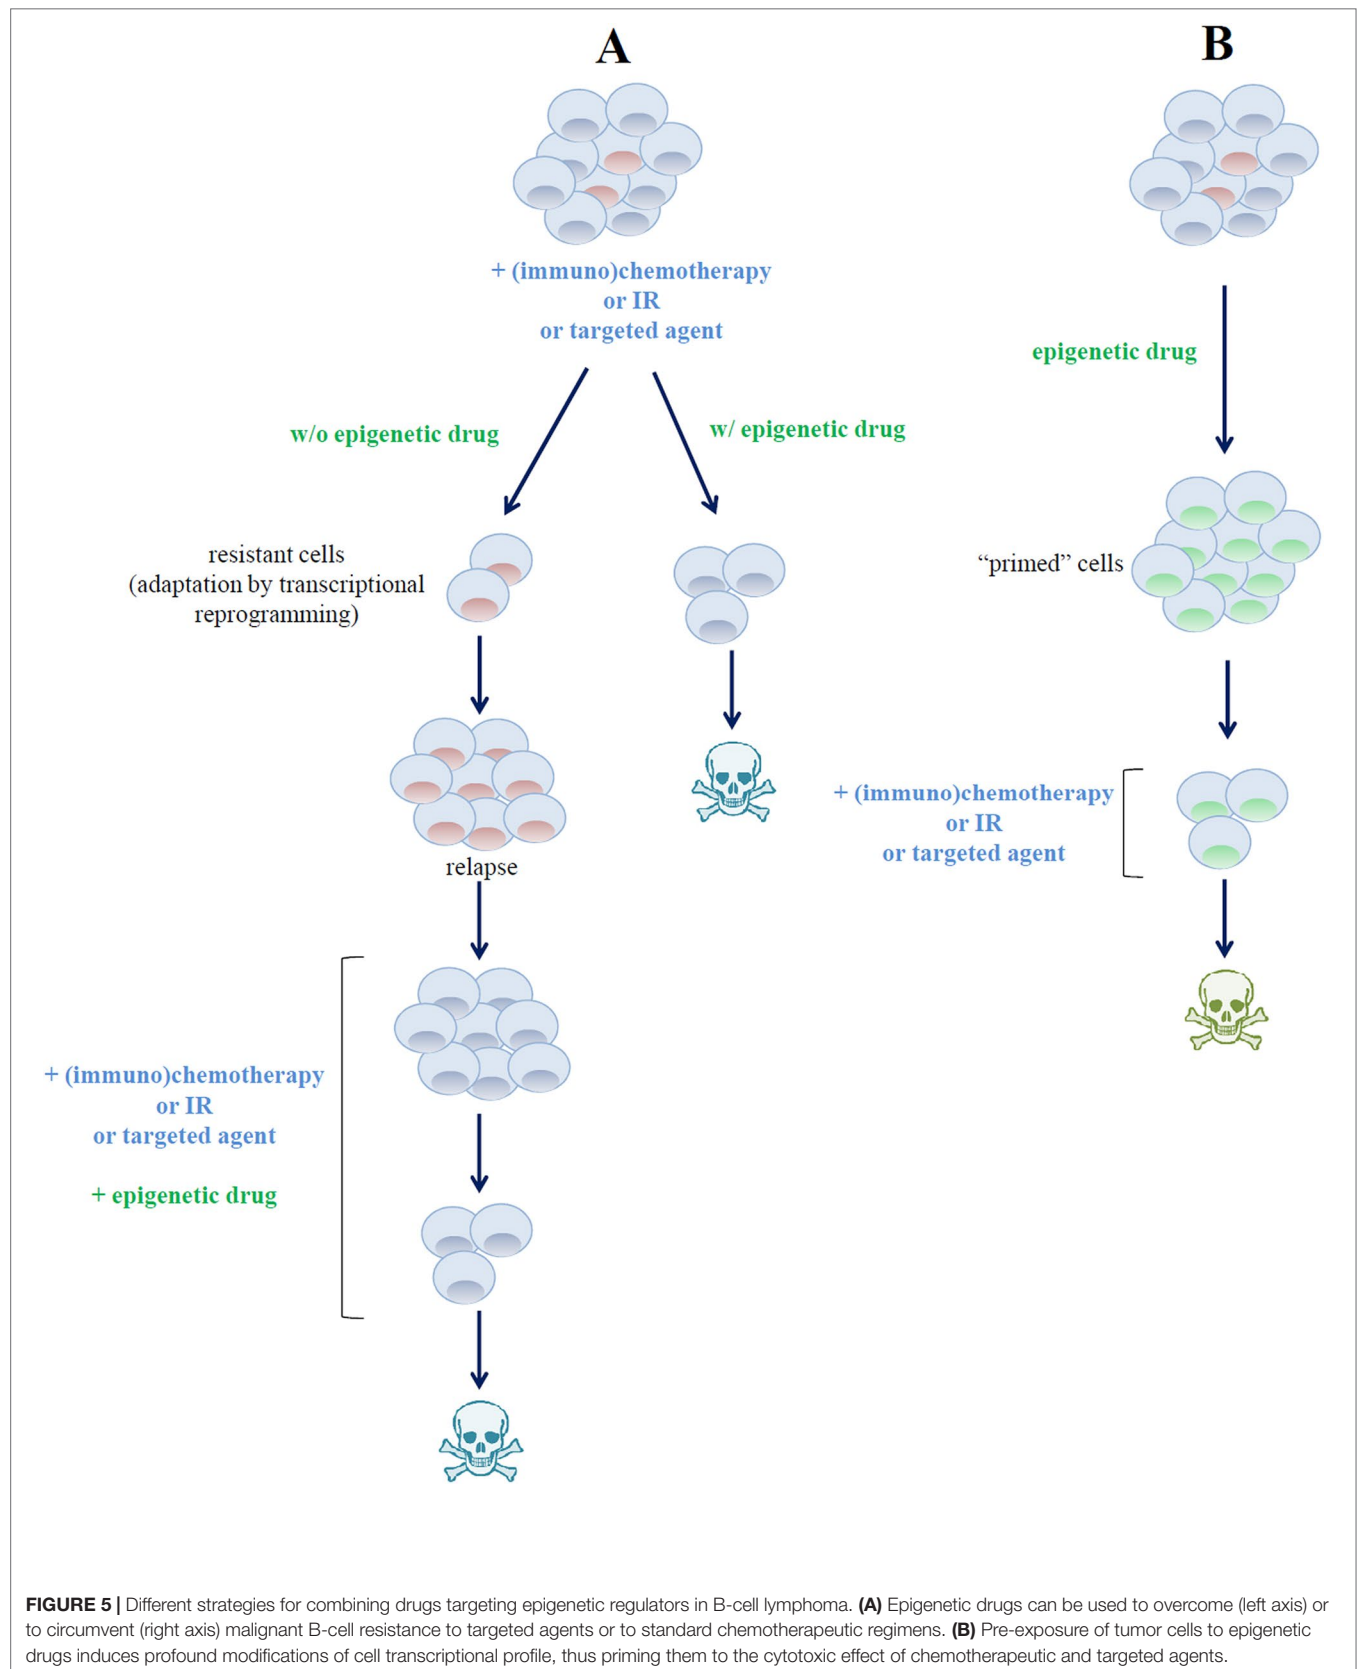 A
+ (immuno)chemotherapy
or IR
or targeted agent
w/o epigenetic drug
w/ epigenetic drug
resistant cells
(adaptation by transcriptional
reprogramming)
relapse
+ (immuno)chemotherapy
or IR
or targeted agent
+ epigenetic drug
B
epigenetic drug
“primed” cells
+ (immuno)chemotherapy
or IR
or targeted agent
FIGURE 5 | Different strategies for combining drugs targeting epigenetic regulators in B-cell lymphoma. (A) Epigenetic drugs can be used to overcome (left axis) or
to circumvent (right axis) malignant B-cell resistance to targeted agents or to standard chemotherapeutic regimens. (B) Pre-exposure of tumor cells to epigenetic
drugs induces profound modifications of cell transcriptional profile, thus priming them to the cytotoxic effect of chemotherapeutic and targeted agents.